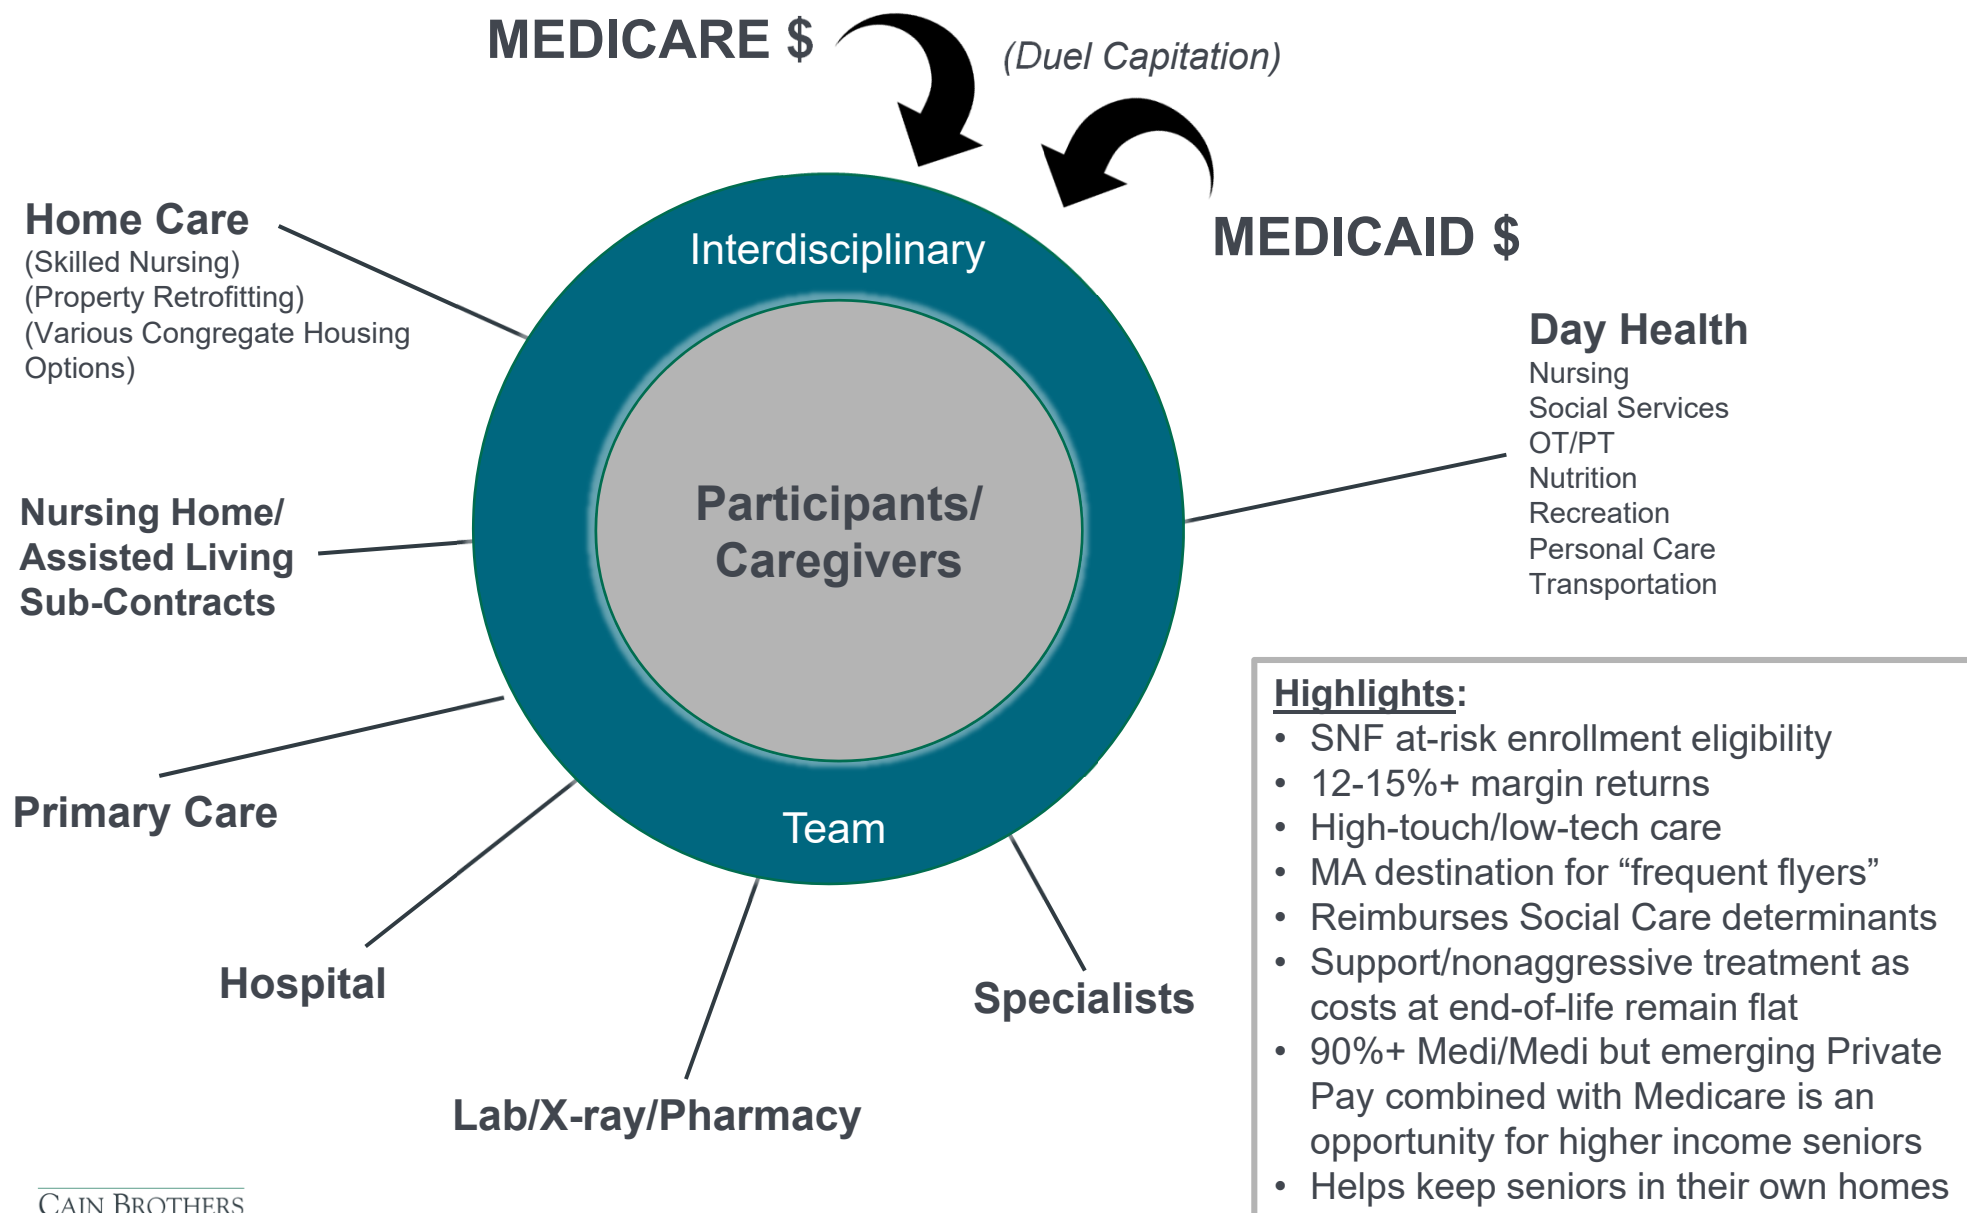 MEDICARE $
(Duel Capitation)
MEDICAID $
Home Care
(Skilled Nursing)
(Property Retrofitting)
(Various Congregate Housing
Options)
Interdisciplinary
Day Health
Nursing
Social Services
OT/PT
Nutrition
Recreation
Personal Care
Transportation
Participants/
Caregivers
Nursing Home/
Assisted Living
Sub-Contracts
Team
Primary Care
Hospital
Lab/X-ray/Pharmacy
Specialists
Highlights:
• SNF at-risk enrollment eligibility
• 12-15%+ margin returns
• High-touch/low-tech care
• MA destination for “frequent flyers”
• Reimburses Social Care determinants
• Support/nonaggressive treatment as
costs at end-of-life remain flat
• 90%+ Medi/Medi but emerging Private
Pay combined with Medicare is an
opportunity for higher income seniors
• Helps keep seniors in their own homes
CAIN BROTHERS